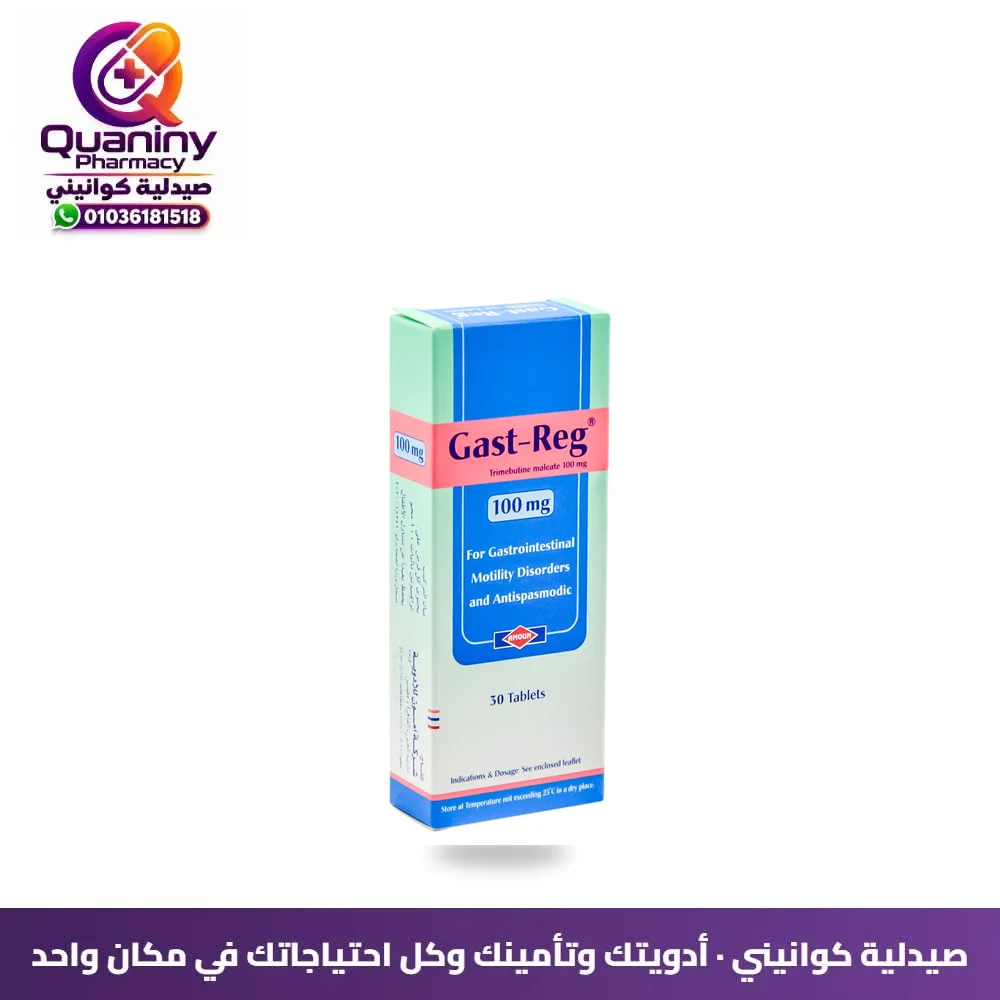 Quaniny
Pharmacy
صيدلية كوانيني
01036181518
Gast-Reg
Gast-Reg®
Trimebutine maleate 100 mg
100 mg
100 mg
For Gastrointestinal
Motility Disorders
and Antispasmodic
AMOUN
30 Tablets
Indications & Dosage: See enclosed leaflet
Store at Temperature not exceeding 25°C in a dry place.
صيدلية كوانيني · أدويتك وتأمينك وكل احتياجاتك في مكان واحد